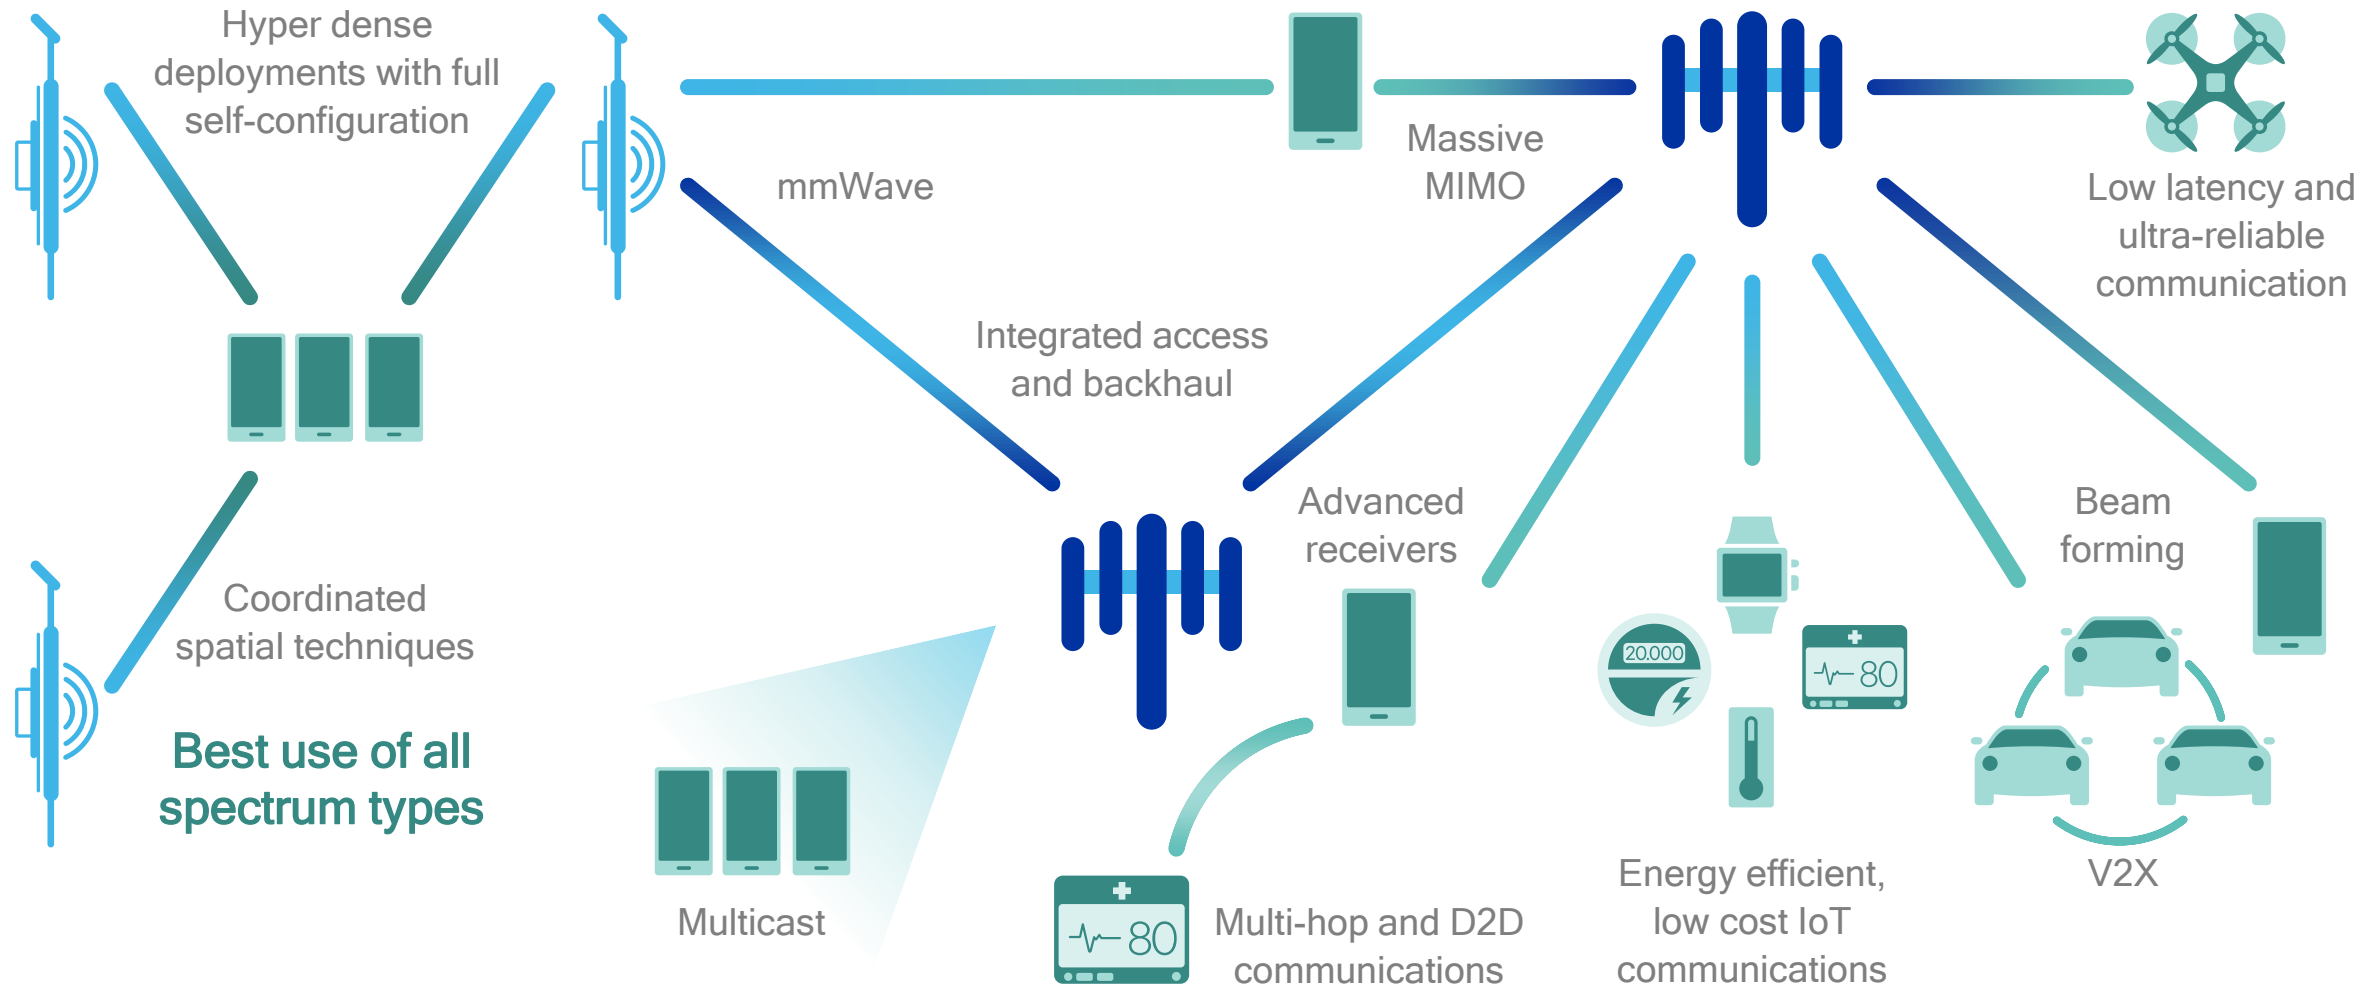 Hyper dense
deployments with full
self-configuration
mmWave
Massive
MIMO
Low latency and
ultra-reliable
communication
Integrated access
and backhaul
Advanced
receivers
Beam
forming
Coordinated
spatial techniques
Best use of all
spectrum types
20.000
80
Multicast
80
Multi-hop and D2D
communications
Energy efficient,
low cost IoT
communications
V2X